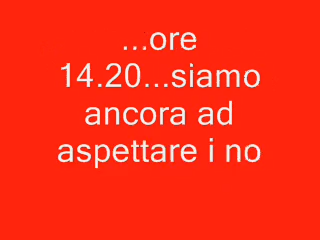 ...ore
14.20...siamo
ancora ad
aspettare i no